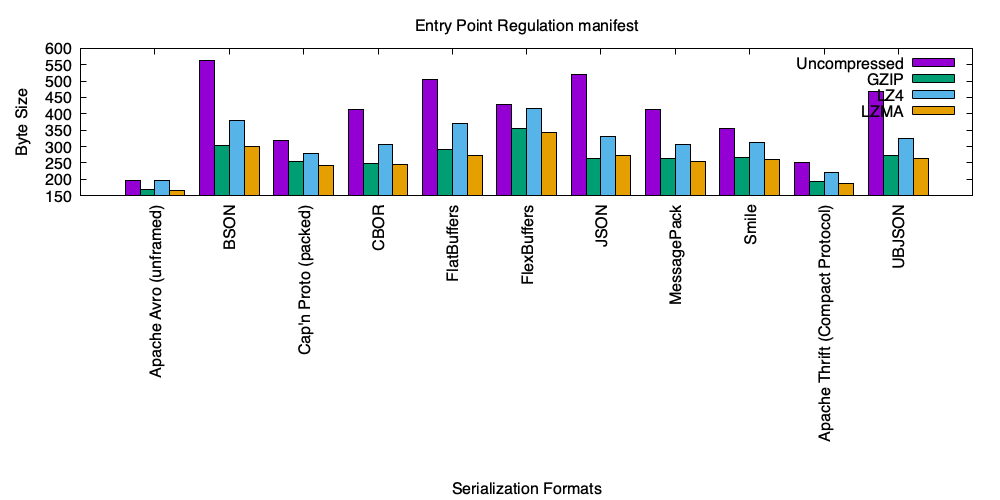 Entry Point Regulation manifest
Byte Size
600
550
500
450
400
350
300
250
200
150
Uncompressed
GZIP
LZ4
LZMA
Apache Avro (unframed)
BSON
Cap'n Proto (packed)
CBOR
FlatBuffers
FlexBuffers
JSON
MessagePack
Smile
Apache Thrift (Compact Protocol)
UBJSON
Serialization Formats